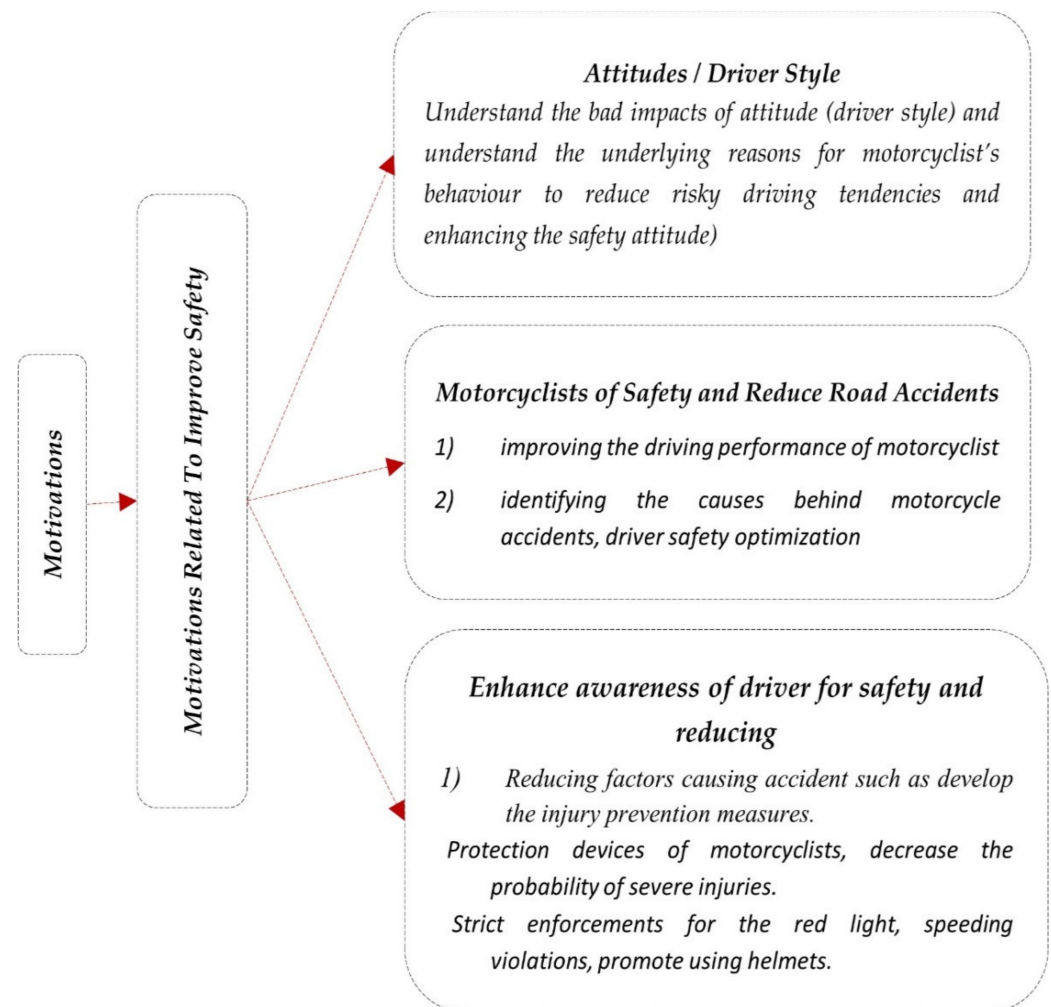 Motivations
Motivations Related To Improve Safety
Attitudes / Driver Style
Understand the bad impacts of attitude (driver style) and
understand the underlying reasons for motorcyclist's
behaviour to reduce risky driving tendencies and
enhancing the safety attitude)
Motorcyclists of Safety and Reduce Road Accidents
1) improving the driving performance of motorcyclist
2) identifying the causes behind motorcycle
accidents, driver safety optimization
Enhance awareness of driver for safety and
reducing
1) Reducing factors causing accident such as develop
the injury prevention measures.
Protection devices of motorcyclists, decrease the
probability of severe injuries.
Strict enforcements for the red light, speeding
violations, promote using helmets.